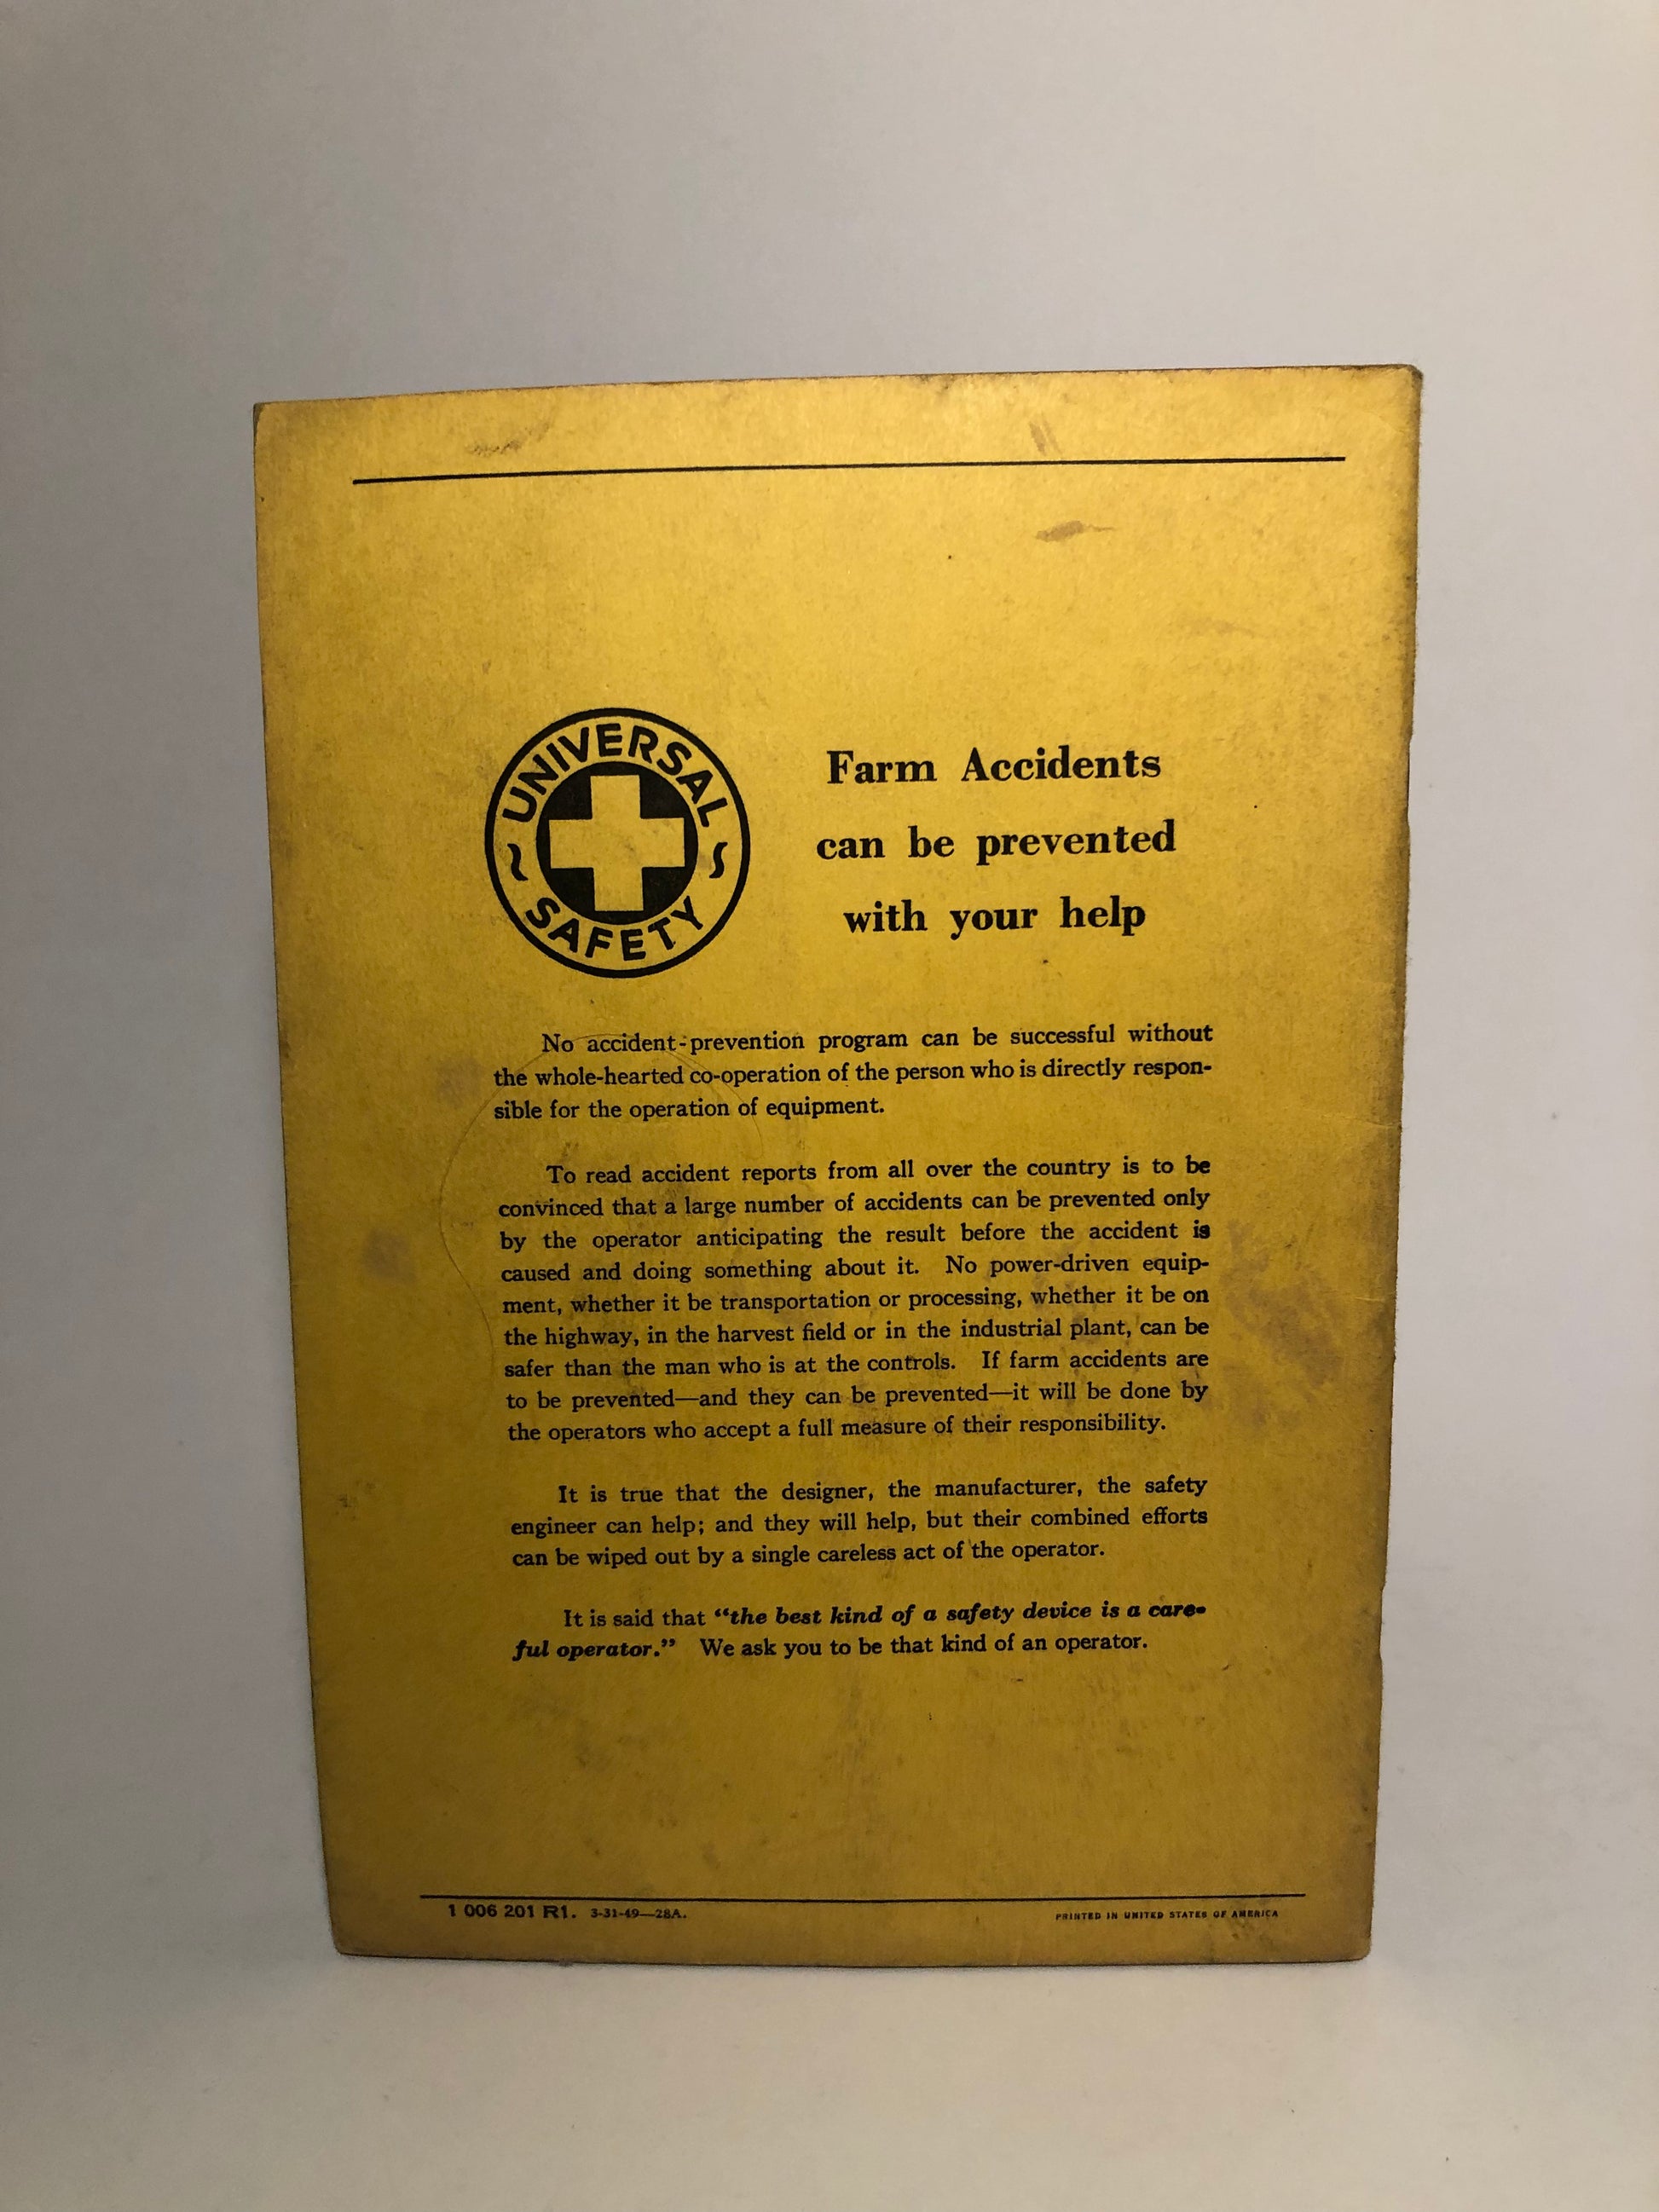 UNIVERSAL
SAFETY
Farm Accidents
can be prevented
with your help
No accident-prevention program can be successful without
the whole-hearted co-operation of the person who is directly respon-
sible for the operation of equipment.
To read accident reports from all over the country is to be
convinced that a large number of accidents can be prevented only
by the operator anticipating the result before the accident is
caused and doing something about it. No power-driven equip-
ment, whether it be transportation or processing, whether it be on
the highway, in the harvest field or in the industrial plant, can be
safer than the man who is at the controls. If farm accidents are
to be prevented—and they can be prevented—it will be done by
the operators who accept a full measure of their responsibility.
It is true that the designer, the manufacturer, the safety
engineer can help; and they will help, but their combined efforts
can be wiped out by a single careless act of the operator.
It is said that “the best kind of a safety device is a care-
ful operator.” We ask you to be that kind of an operator.
1 006 201 R1. 3-31-49—28A.
PRINTED IN UNITED STATES OF AMERICA